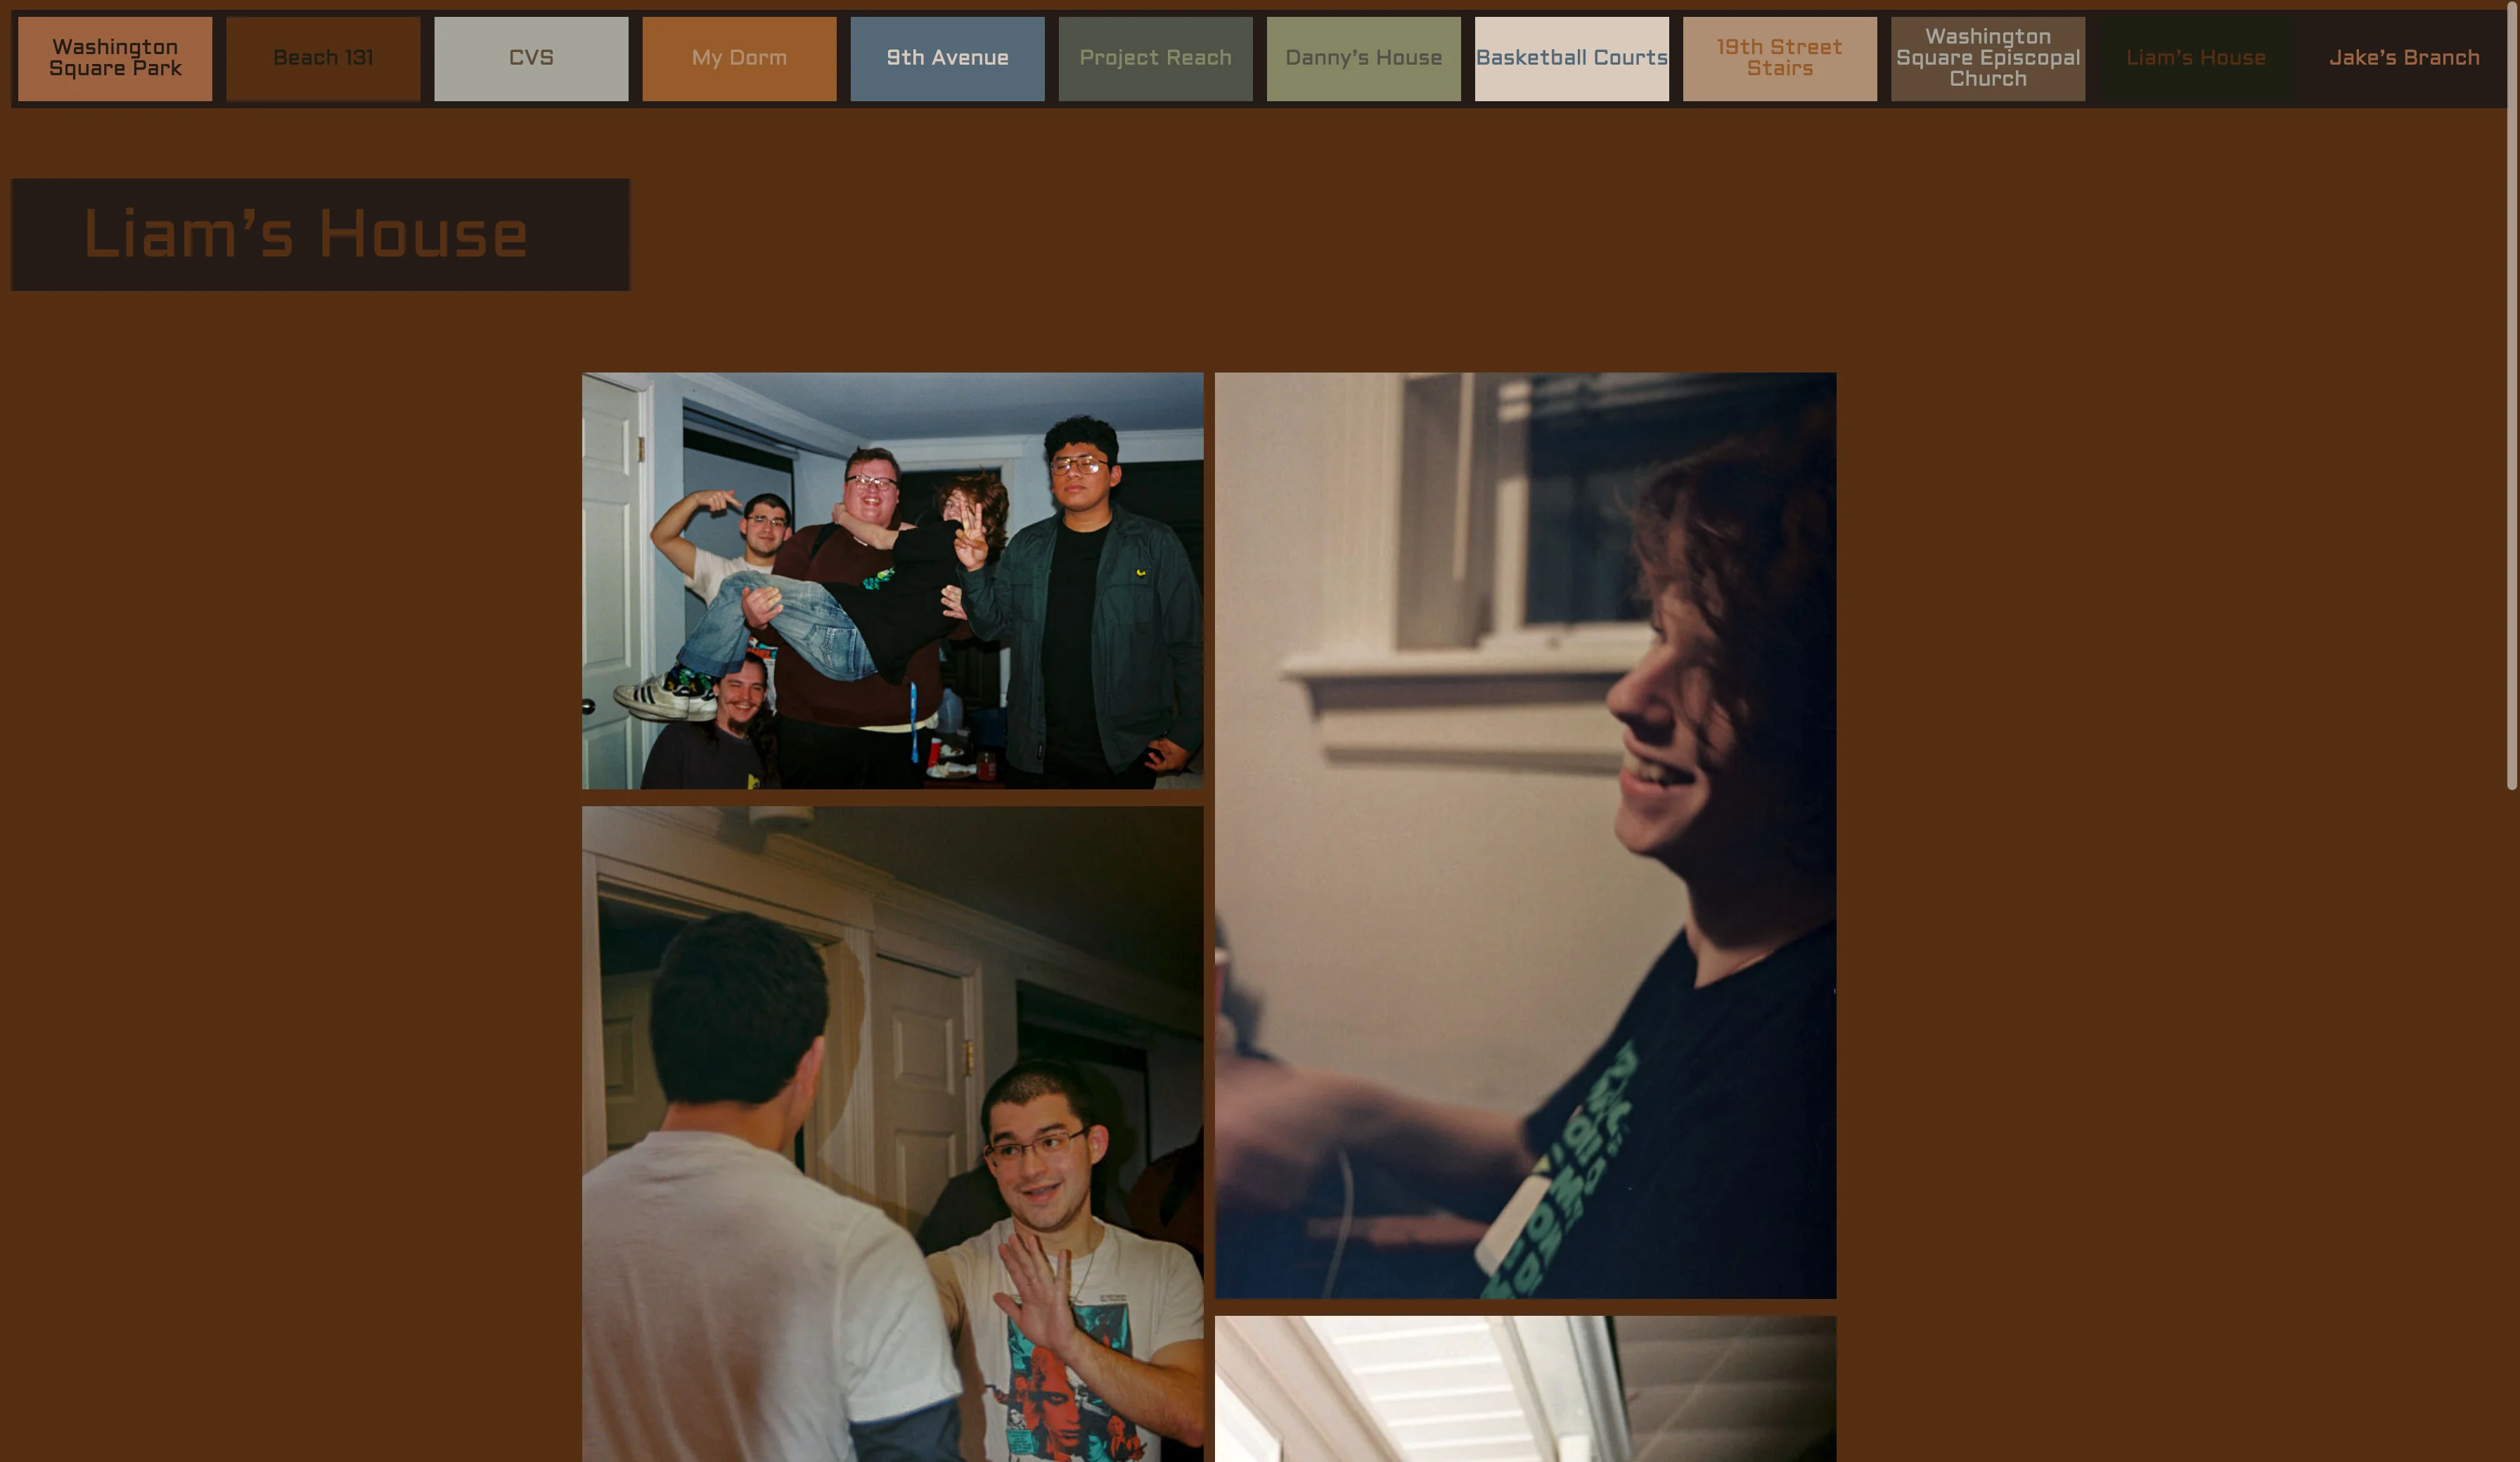 Washington
Square Park
Beach 131
CVS
My Dorm
9th Avenue
Project Reach
Danny’s House
Basketball Courts
19th Street
Stairs
Washington
Square Episcopal
Church
Liam’s House
Jake’s Branch
Liam’s House